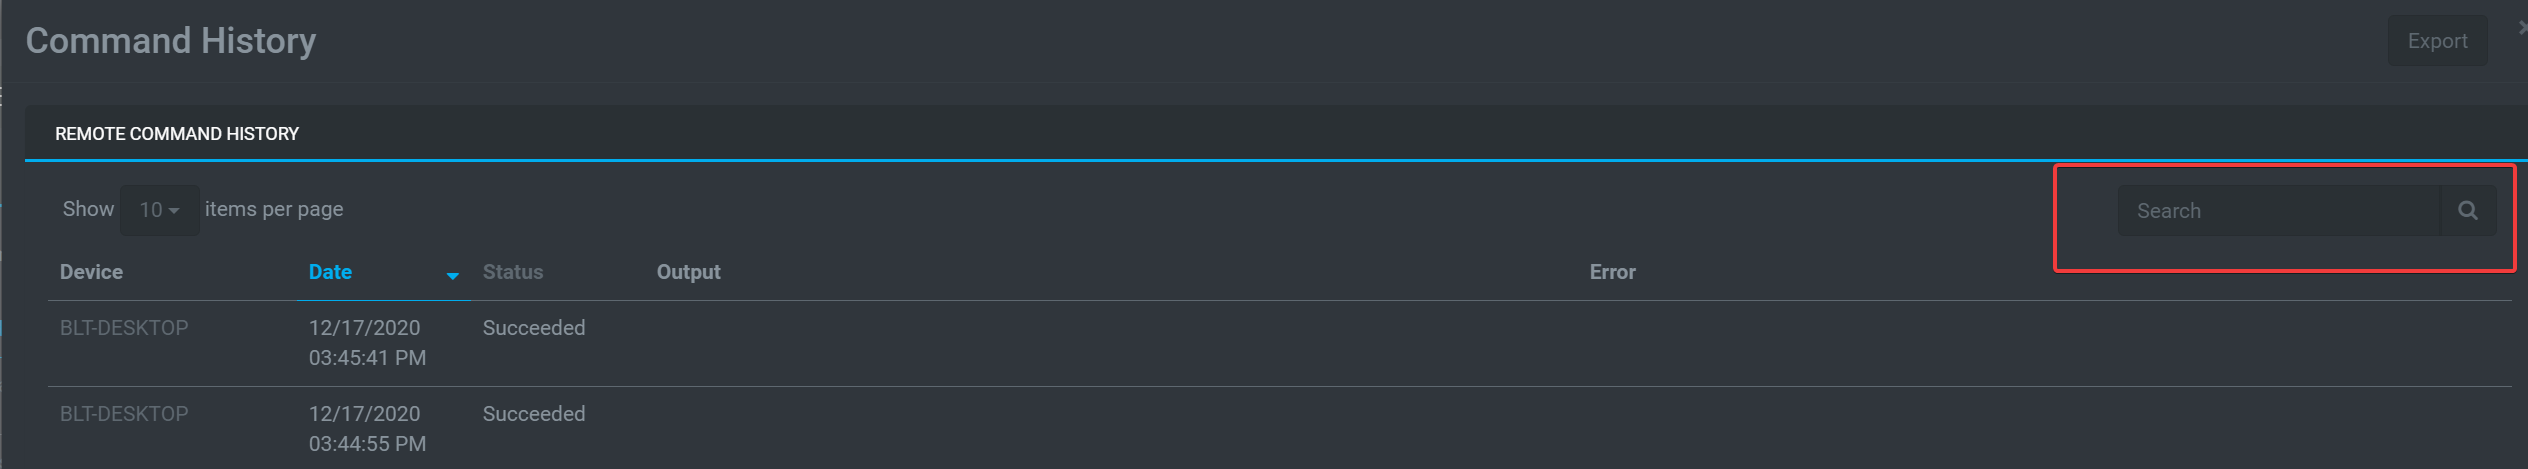 Command History
Export
REMOTE COMMAND HISTORY
Show 10 items per page
Search
Device Date Status Output Error
BLT-DESKTOP 12/17/2020 Succeeded
03:45:41 PM
BLT-DESKTOP 12/17/2020 Succeeded
03:44:55 PM